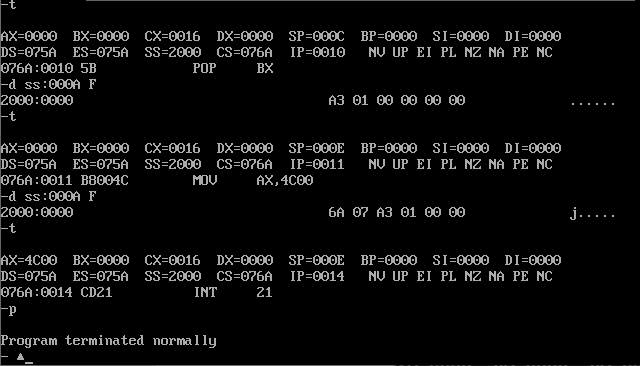 -t
AX=0000  BX=0000  CX=0016  DX=0000  SP=000C  BP=0000  SI=0000  DI=0000
DS=075A  ES=075A  SS=2000  CS=076A  IP=0010   NV UP EI PL NZ NA PE NC
076A:0010 5B            POP     BX
-d ss:000A F
2000:0000                                A3 01 00 00 00 00             ......
-t
AX=0000  BX=0000  CX=0016  DX=0000  SP=000E  BP=0000  SI=0000  DI=0000
DS=075A  ES=075A  SS=2000  CS=076A  IP=0011   NV UP EI PL NZ NA PE NC
076A:0011 B8004C        MOV     AX,4C00
-d ss:000A F
2000:0000                                6A 07 A3 01 00 00             j.....
-t
AX=4C00  BX=0000  CX=0016  DX=0000  SP=000E  BP=0000  SI=0000  DI=0000
DS=075A  ES=075A  SS=2000  CS=076A  IP=0014   NV UP EI PL NZ NA PE NC
076A:0014 CD21          INT     21
-p
Program terminated normally
- ▲_